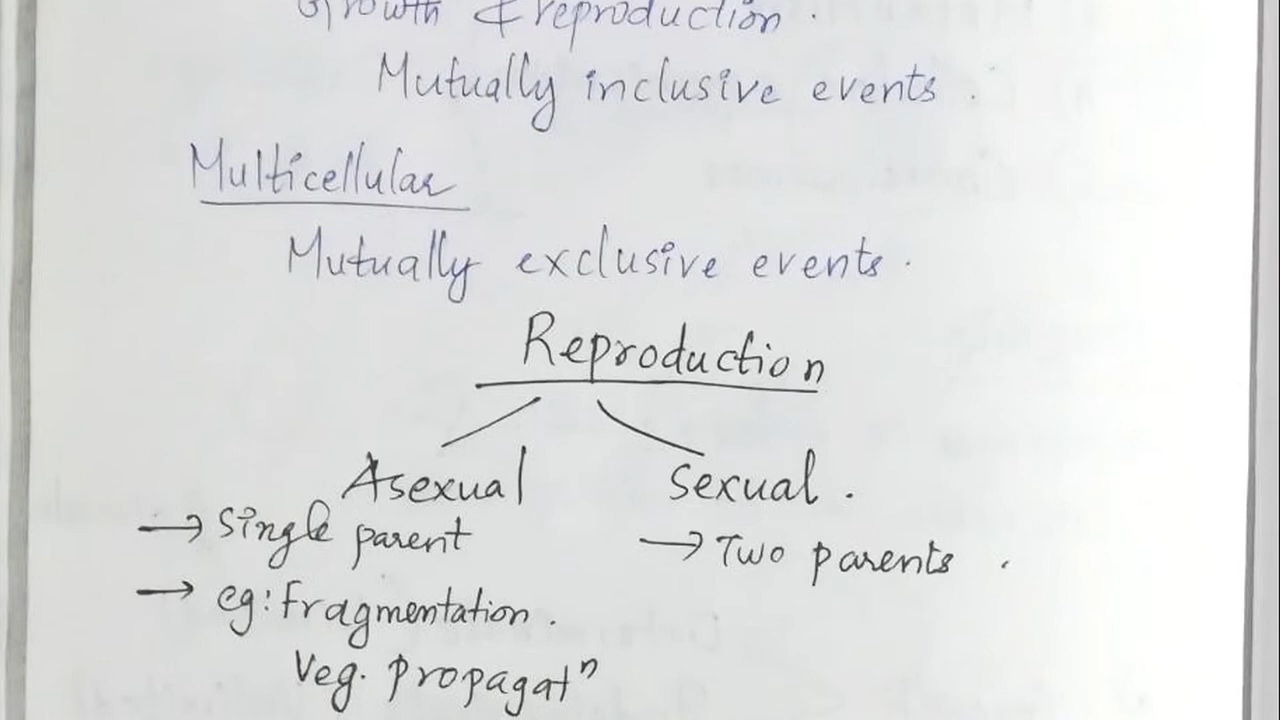 Growth & reproduction.
Mutually inclusive events.
Multicellular
Mutually exclusive events.
Reproduction
Asexual
→ Single parent
→ eg: fragmentation.
Veg. propagatⁿ
Sexual.
→ Two parents.